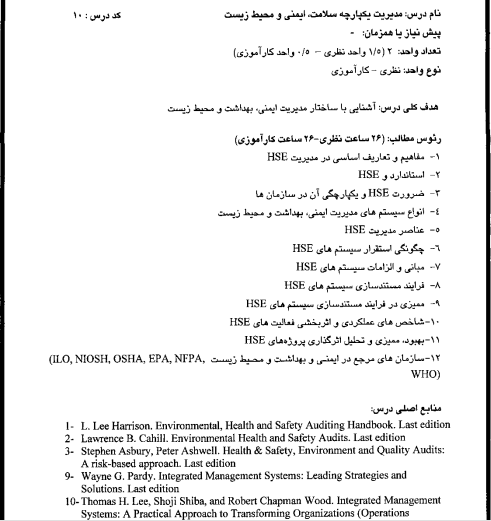 نام درس: مدیریت یکپارچه سلامت، ایمنی و محیط زیست کد درس : ۱۰
پیش نیاز یا همزمان: -
تعداد واحد: ۲ (۱/۵ واحد نظری – ۰/۵ واحد کارآموزی)
نوع واحد: نظری – کارآموزی
هدف کلی درس: آشنایی با ساختار مدیریت ایمنی، بهداشت و محیط زیست
رئوس مطالب: (۲۶ ساعت نظری-۲۶ ساعت کارآموزی)
۱- مفاهیم و تعاریف اساسی در مدیریت HSE
۲- استاندارد و HSE
۳- ضرورت HSE و یکپارچگی آن در سازمان ها
٤- انواع سیستم های مدیریت ایمنی، بهداشت و محیط زیست
٥- عناصر مدیریت HSE
٦- چگونگی استقرار سیستم های HSE
۷- مبانی و الزامات سیستم های HSE
۸- فرایند مستندسازی سیستم های HSE
۹- ممیزی در فرایند مستندسازی سیستم های HSE
۱۰-شاخص های عملکردی و اثربخشی فعالیت های HSE
۱۱-بهبود، ممیزی و تحلیل اثرگذاری پروژه‌های HSE
۱۲-سازمان های مرجع در ایمنی و بهداشت و محیط زیست (ILO, NIOSH, OSHA, EPA, NFPA,
WHO)
منابع اصلی درس:
1- L. Lee Harrison. Environmental, Health and Safety Auditing Handbook. Last edition
2- Lawrence B. Cahill. Environmental Health and Safety Audits. Last edition
3- Stephen Asbury, Peter Ashwell. Health & Safety, Environment and Quality Audits:
A risk-based approach. Last edition
9- Wayne G. Pardy. Integrated Management Systems: Leading Strategies and
Solutions. Last edition
10- Thomas H. Lee, Shoji Shiba, and Robert Chapman Wood. Integrated Management
Systems: A Practical Approach to Transforming Organizations (Operations